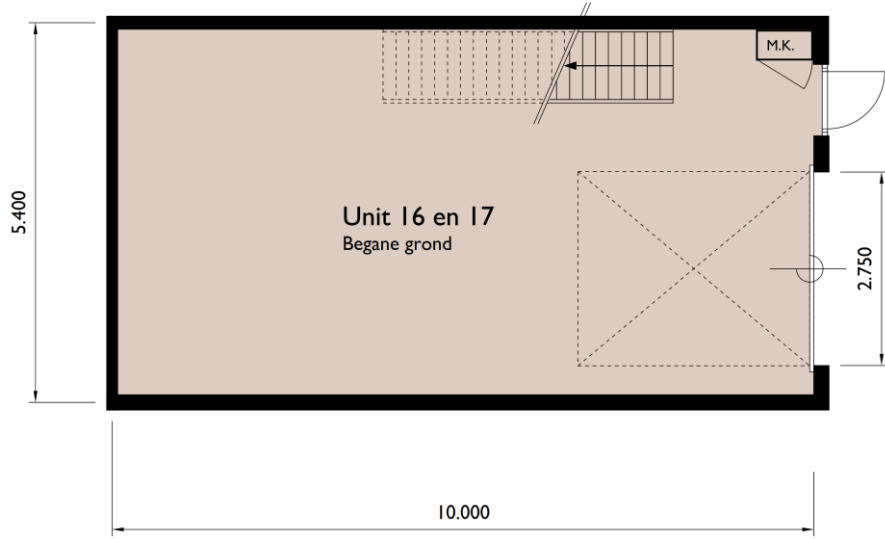 M.K.
5.400
Unit 16 en 17
Begane grond
2.750
10.000